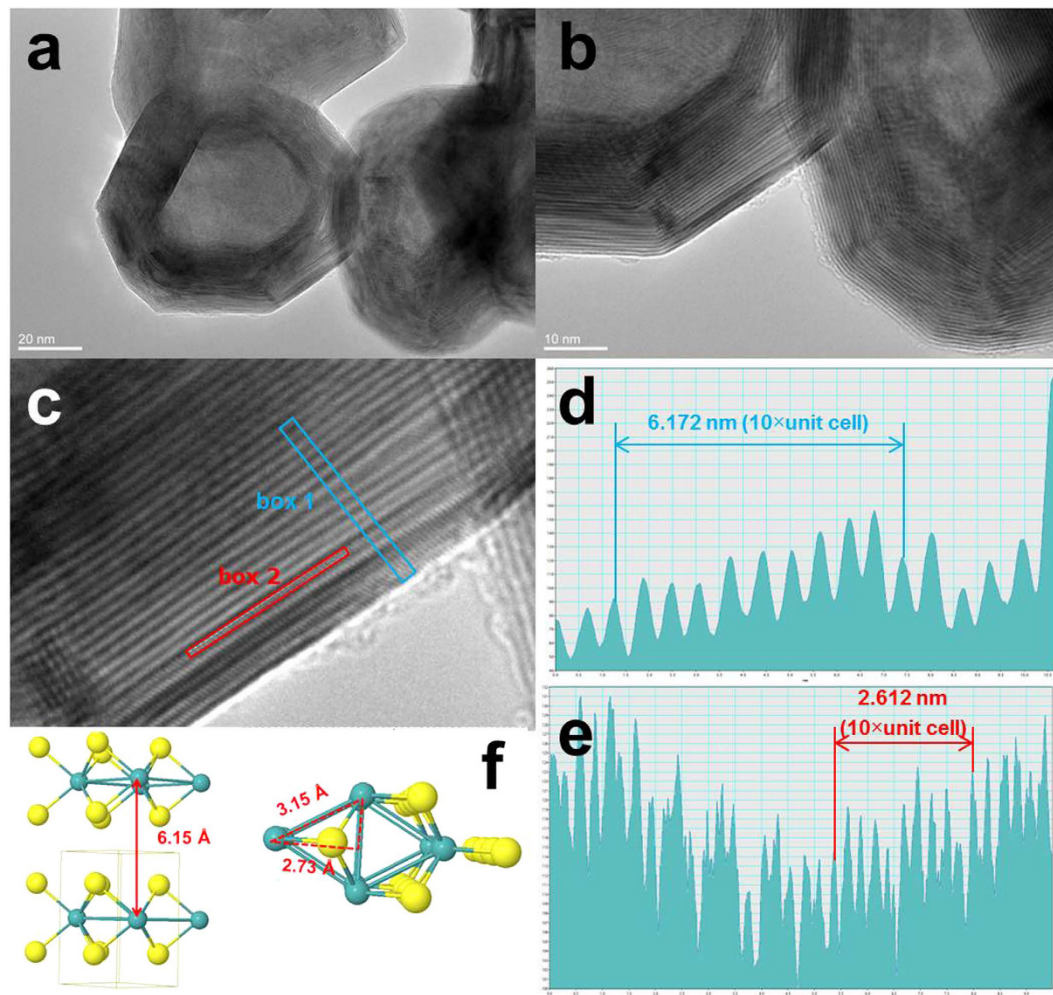 a
b
20 nm
10 nm
c
box 1
box 2
d
6.172 nm (10×unit cell)
e
2.612 nm
(10×unit cell)
f
6.15 Å
3.15 Å
2.73 Å